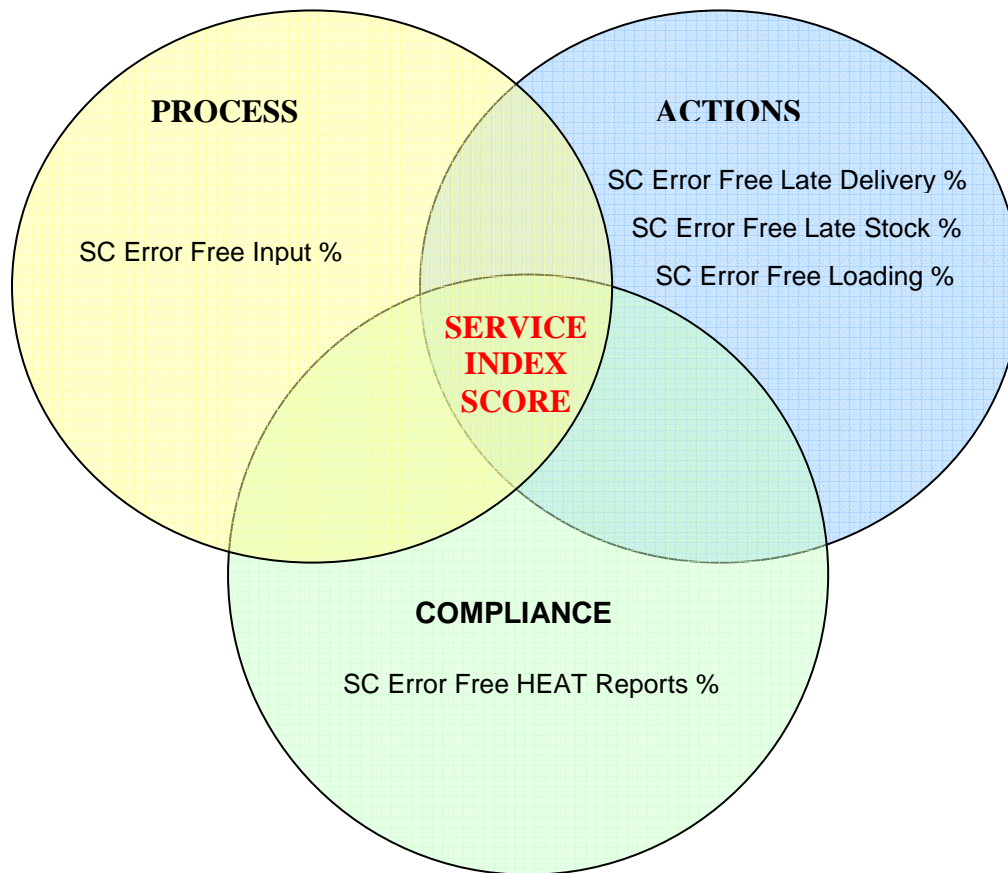 PROCESS
SC Error Free Input %
ACTIONS
SC Error Free Late Delivery %
SC Error Free Late Stock %
SC Error Free Loading %
SERVICE
INDEX
SCORE
COMPLIANCE
SC Error Free HEAT Reports %